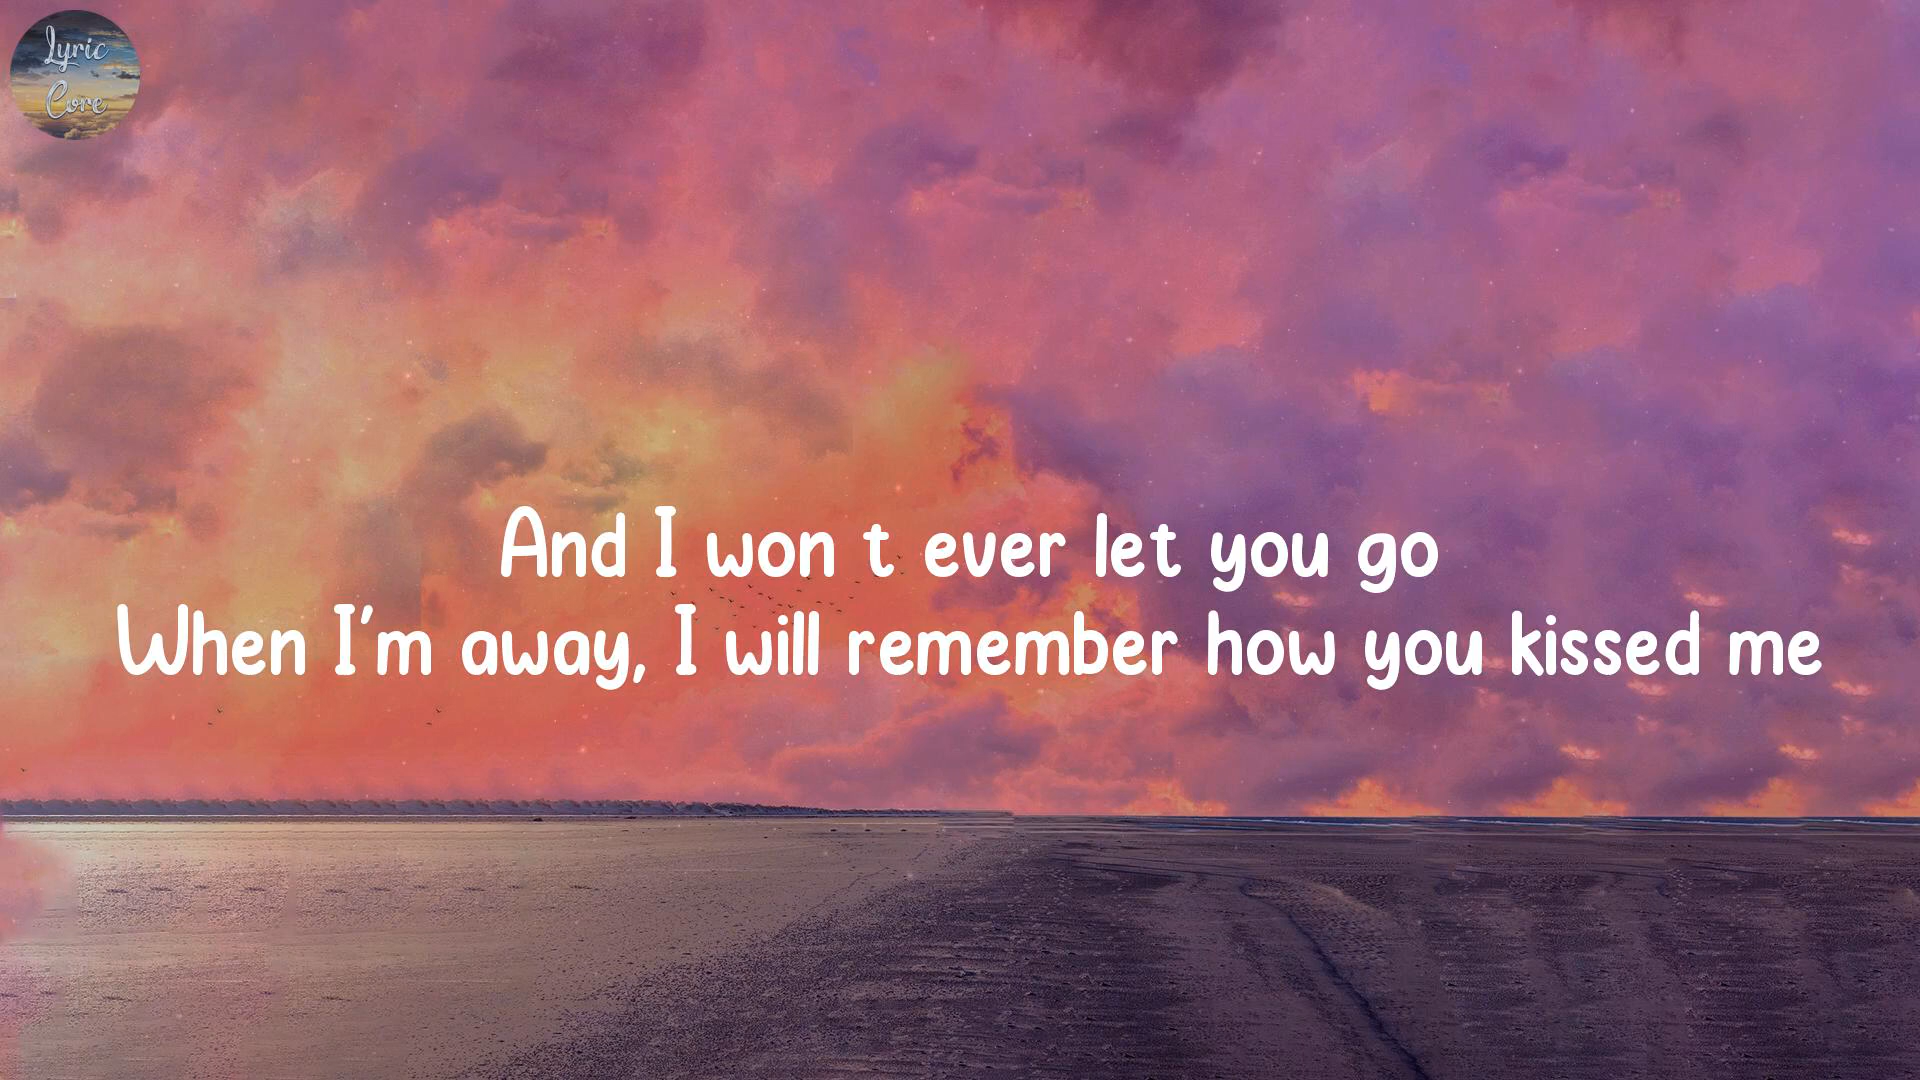 Lyric
Core
And I won t ever let you go
When I'm away, I will remember how you kissed me